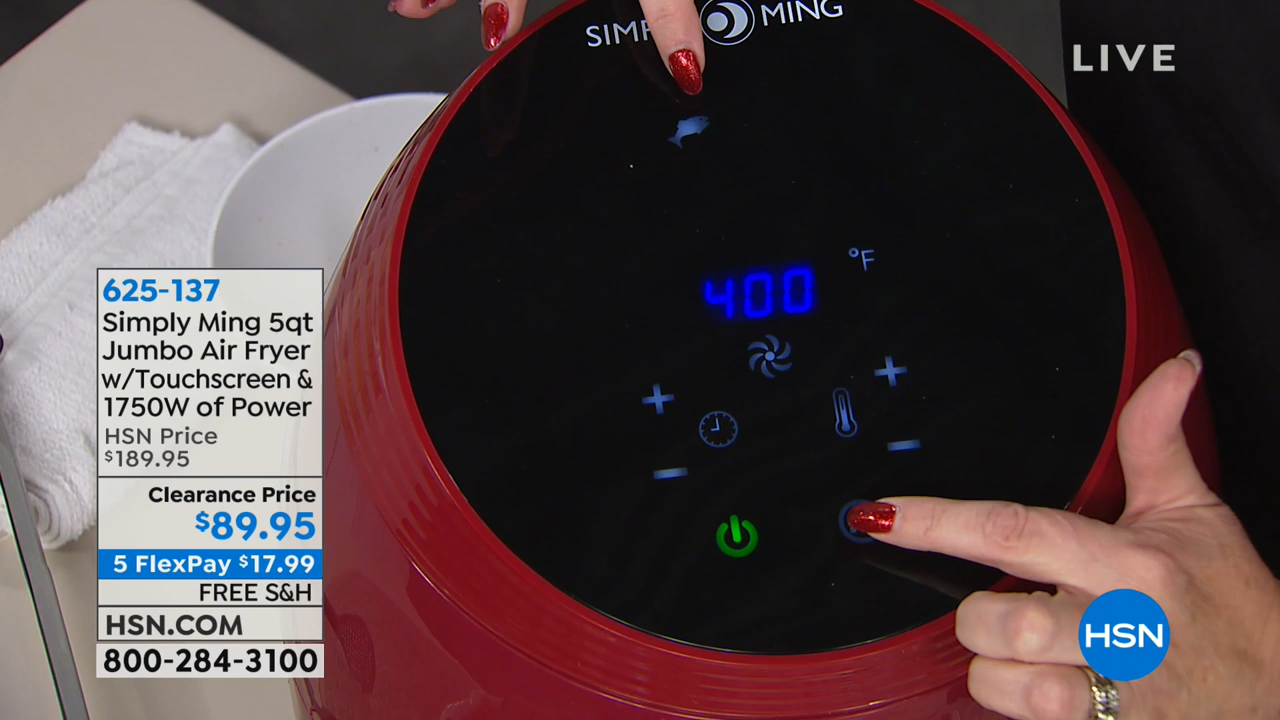 SIMP MING
LIVE
°F
400
625-137
Simply Ming 5qt
Jumbo Air Fryer
w/Touchscreen &
1750W of Power
HSN Price
$189.95
Clearance Price
$89.95
5 FlexPay $17.99
FREE S&H
HSN.COM
800-284-3100
HSN